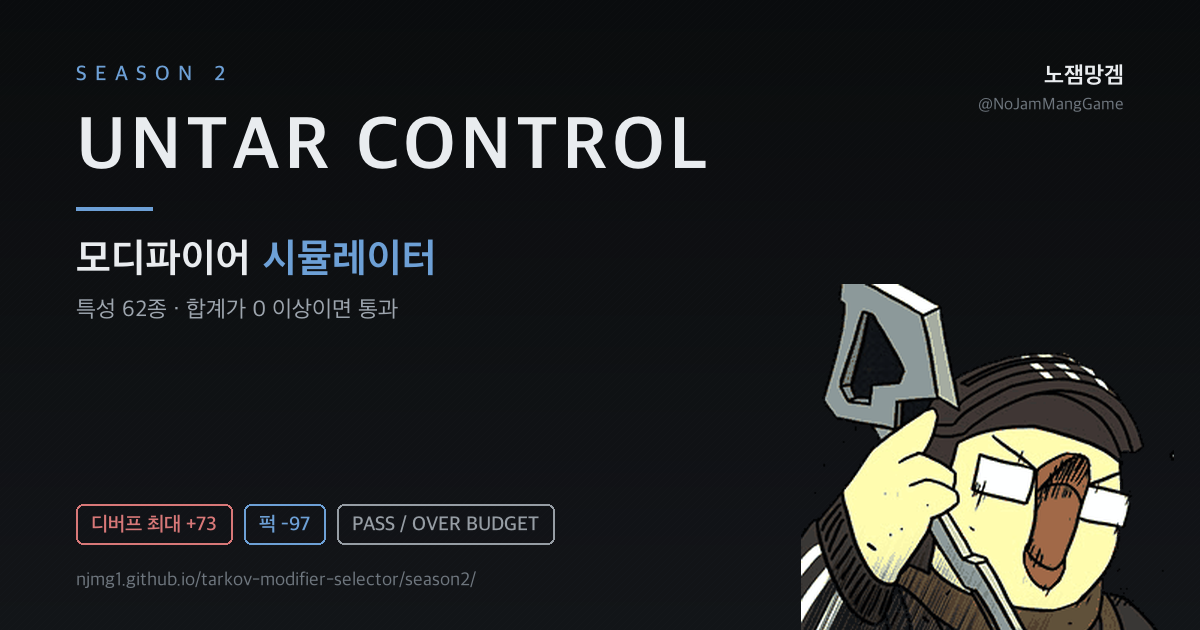 SEASON 2
노잼망겜
@NoJamMangGame
UNTAR CONTROL
모디파이어 시뮬레이터
특성 62종 · 합계가 0 이상이면 통과
디버프 최대 +73
퍽 -97
PASS / OVER BUDGET
njmg1.github.io/tarkov-modifier-selector/season2/